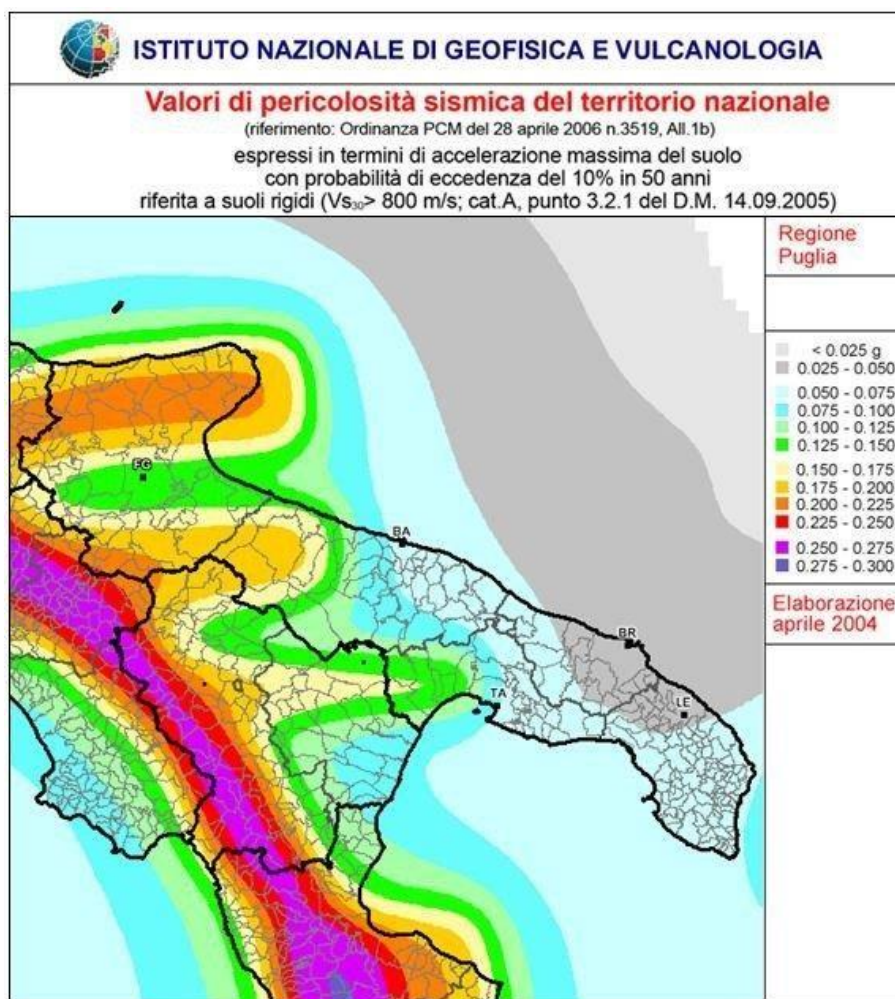 ISTITUTO NAZIONALE DI GEOFISICA E VULCANOLOGIA
Valori di pericolosità sismica del territorio nazionale
(riferimento: Ordinanza PCM del 28 aprile 2006 n.3519, All.1b)
espressi in termini di accelerazione massima del suolo
con probabilità di eccedenza del 10% in 50 anni
riferita a suoli rigidi (Vs₃₀> 800 m/s; cat.A, punto 3.2.1 del D.M. 14.09.2005)
Regione
Puglia
< 0.025 g
0.025 - 0.050
0.050 - 0.075
0.075 - 0.100
0.100 - 0.125
0.125 - 0.150
0.150 - 0.175
0.175 - 0.200
0.200 - 0.225
0.225 - 0.250
0.250 - 0.275
0.275 - 0.300
Elaborazione
aprile 2004
FG
BA
BR
TA
LE